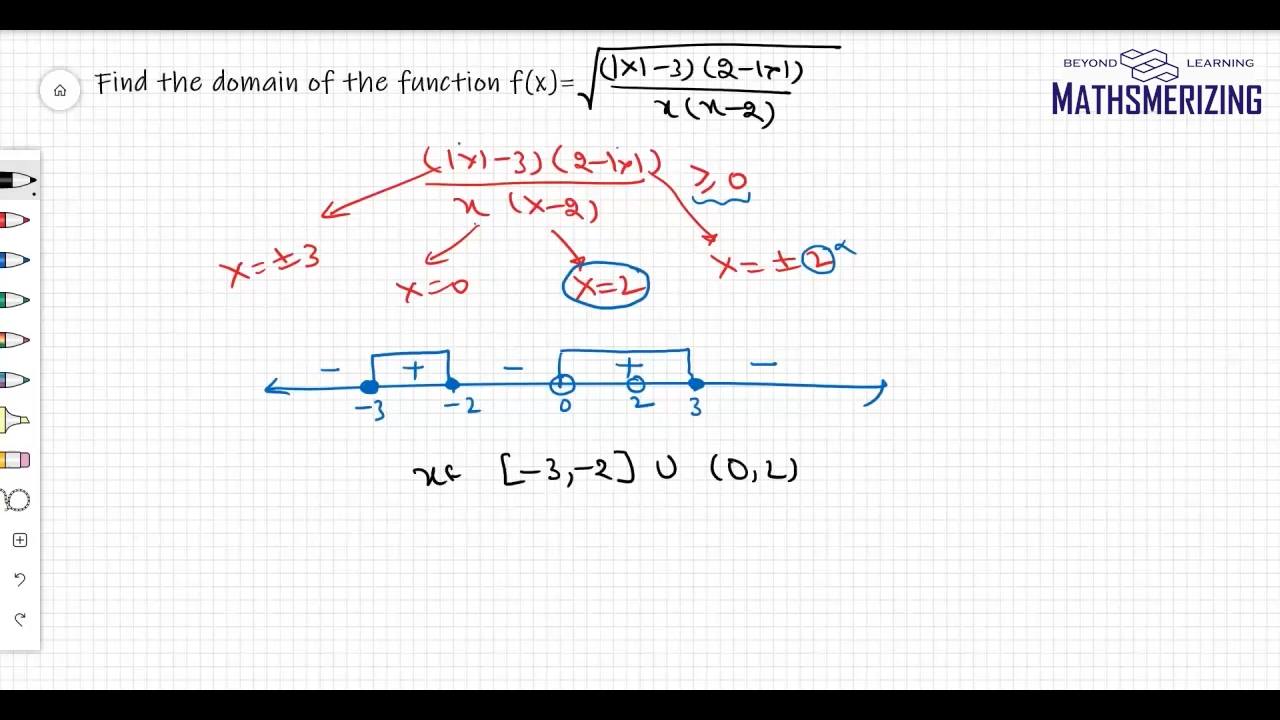 BEYOND LEARNING
MATHSMERIZING
Find the domain of the function f(x)=√((|x|-3)(2-|x|)/x(x-2))
(|x|-3)(2-|x|)/x(x-2) ≥ 0
x=±3
x=0
x=2
x=±2
- + - + -
-3 -2 0 2 3
x∈ [-3,-2] ∪ (0,2)